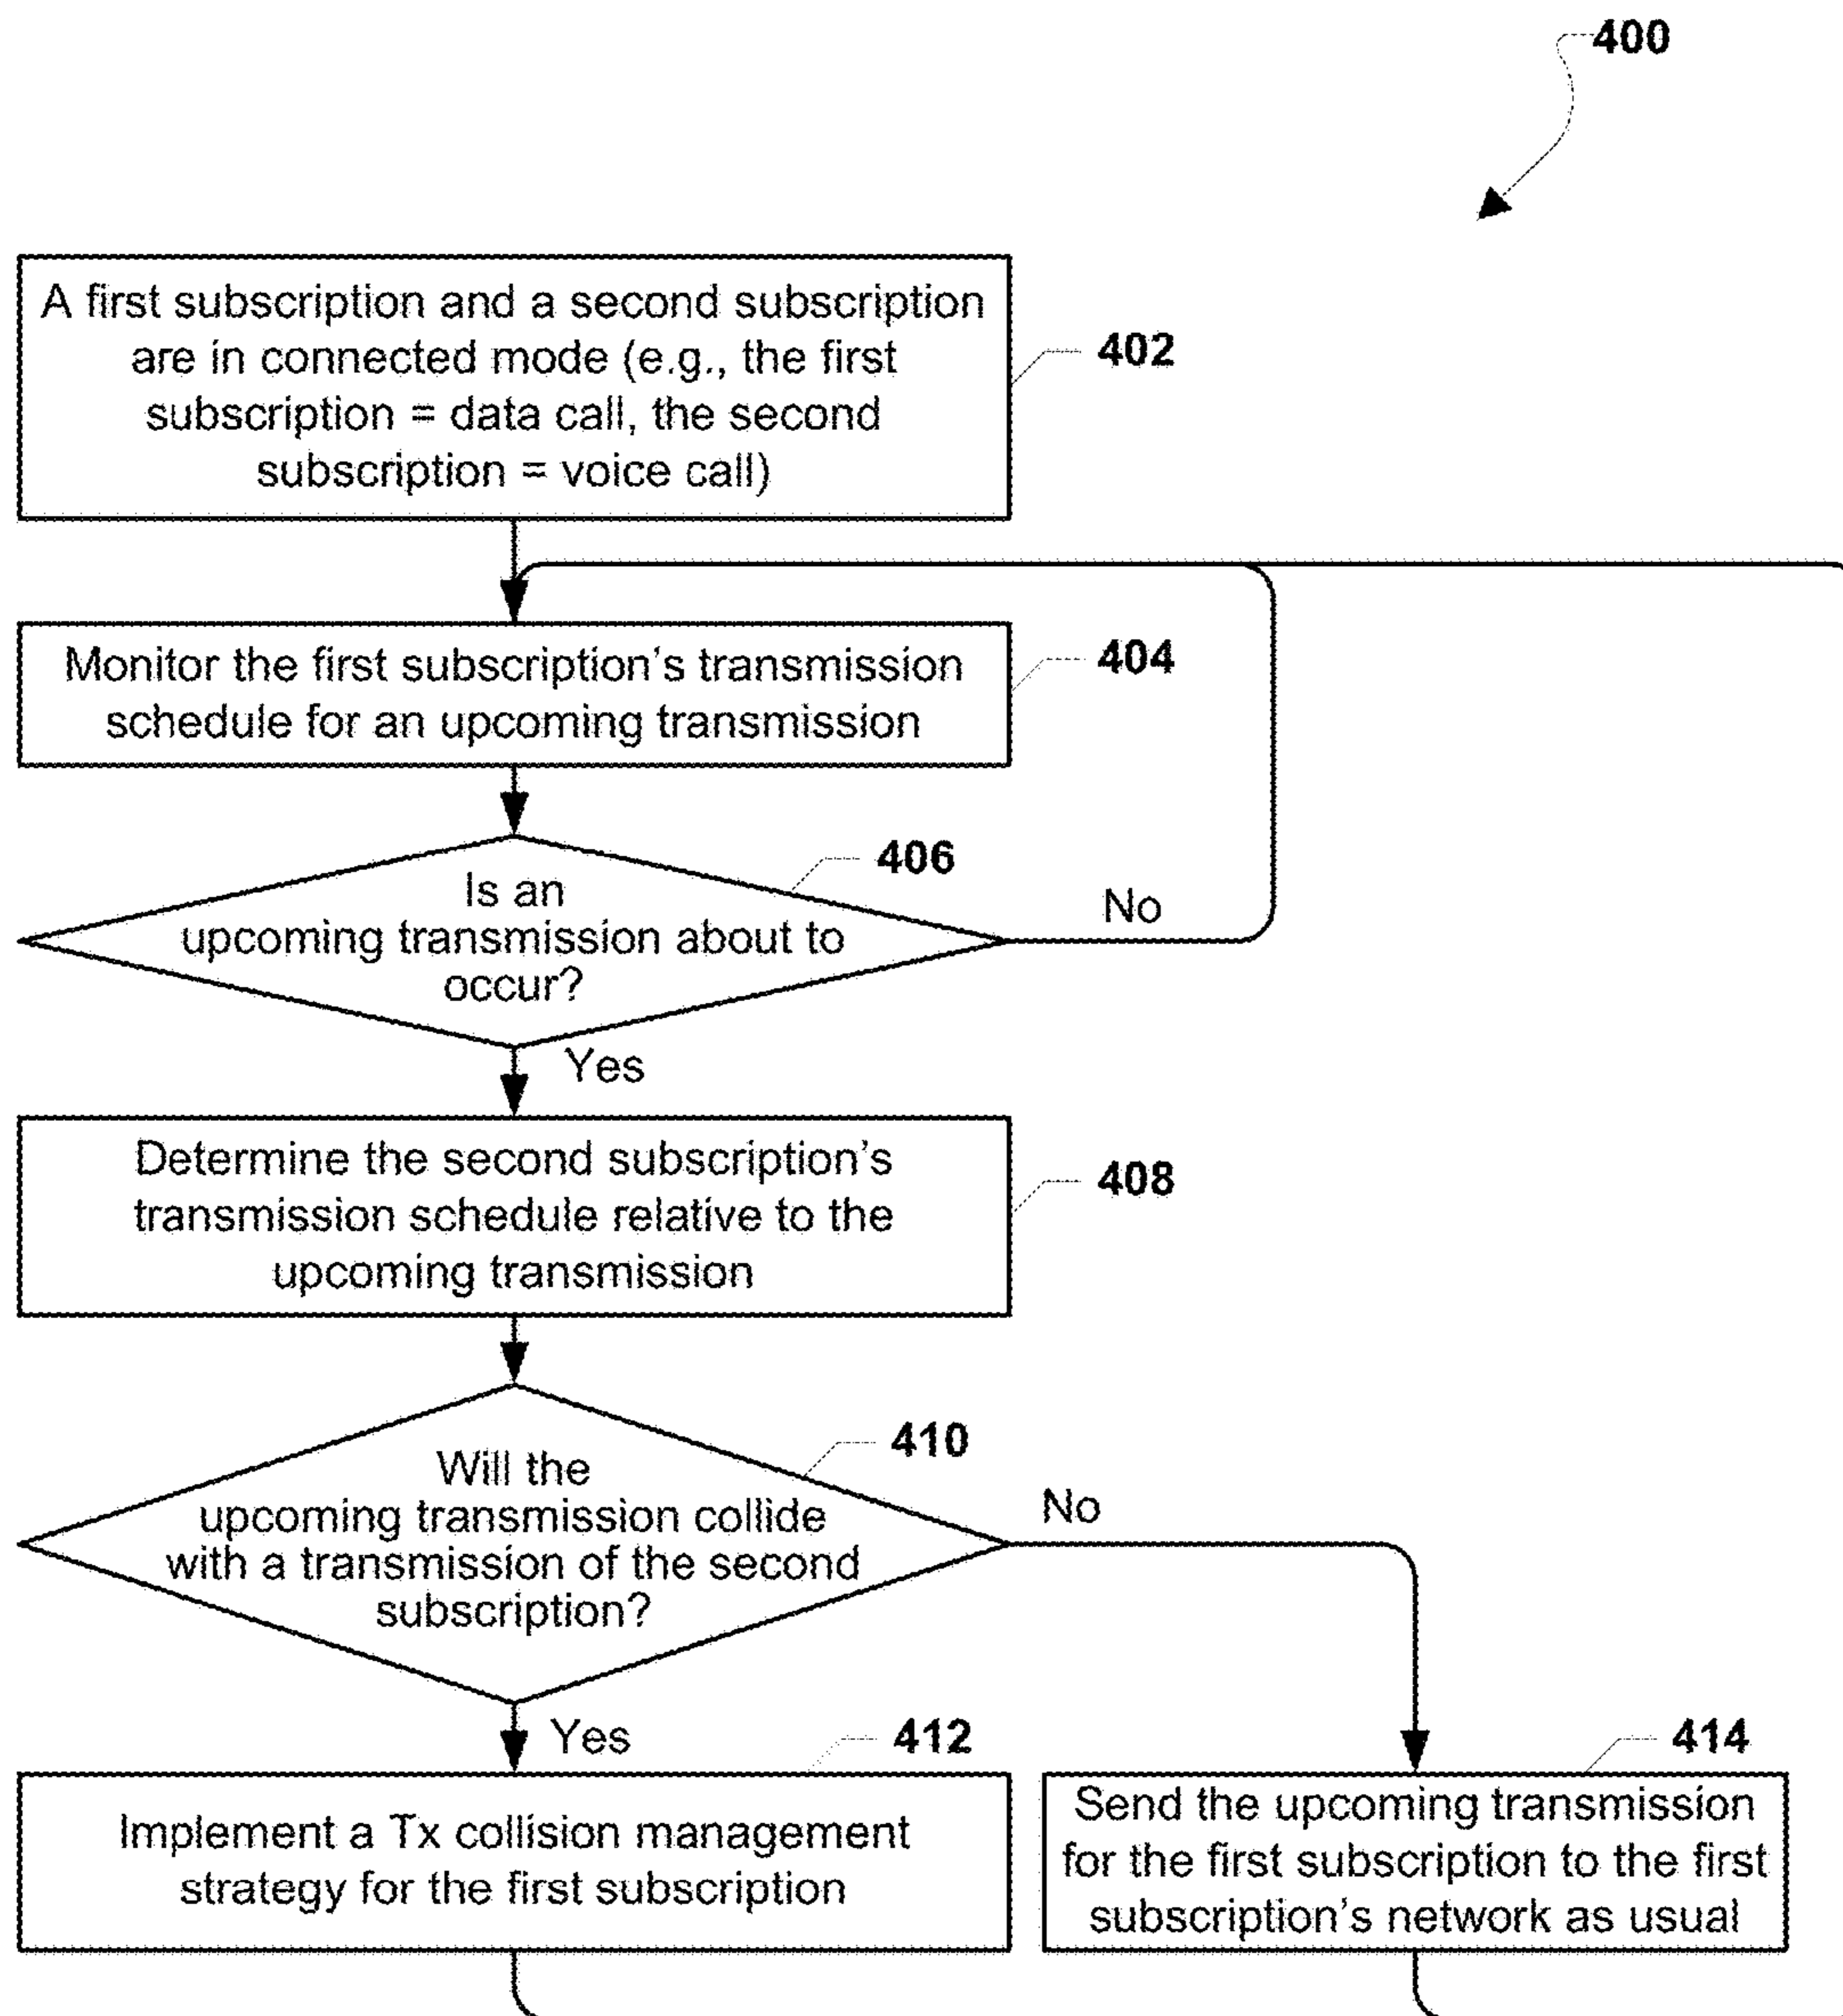 400
A first subscription and a second subscription
are in connected mode (e.g., the first
subscription = data call, the second
subscription = voice call)
402
Monitor the first subscription's transmission
schedule for an upcoming transmission
404
406
Is an
upcoming transmission about to
occur?
No
Yes
Determine the second subscription's
transmission schedule relative to the
upcoming transmission
408
410
Will the
upcoming transmission collide
with a transmission of the second
subscription?
No
Yes
412
414
Implement a Tx collision management
strategy for the first subscription
Send the upcoming transmission
for the first subscription to the first
subscription's network as usual